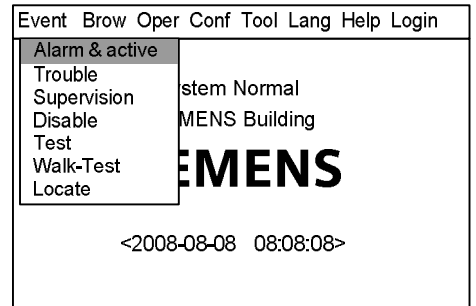 Event Brow Oper Conf Tool Lang Help Login
Alarm & active
Trouble
Supervision
Disable
Test
Walk-Test
Locate
stem Normal
MENS Building
EMENS
<2008-08-08 08:08:08>